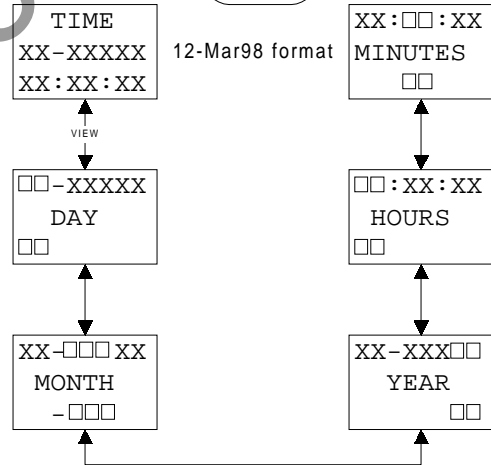 TIME
XX-XXXXX
XX:XX:XX
12-Mar98 format
XX:□□:XX
MINUTES
□□
VIEW
□□-XXXXX
DAY
□□
□□:XX:XX
HOURS
□□
XX-□□□XX
MONTH
-□□□
XX-XXX□□
YEAR
□□